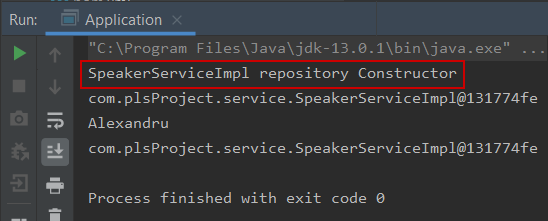 Run: Application
"C:\Program Files\Java\jdk-13.0.1\bin\java.exe" ...
SpeakerServiceImpl repository Constructor
com.plsProject.service.SpeakerServiceImpl@131774fe
Alexandru
com.plsProject.service.SpeakerServiceImpl@131774fe
Process finished with exit code 0